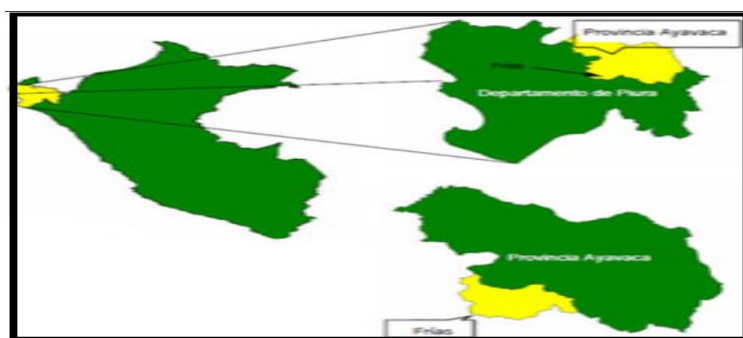 Provincia Ayavaca
Frias
Departamento de Piura
Provincia Ayavaca
Frias